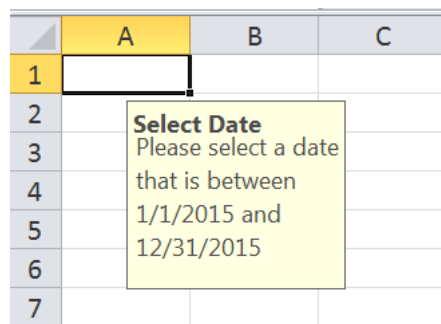 A B C
1
2
Select Date
3
Please select a date
that is between
4
1/1/2015 and
5
12/31/2015
6
7